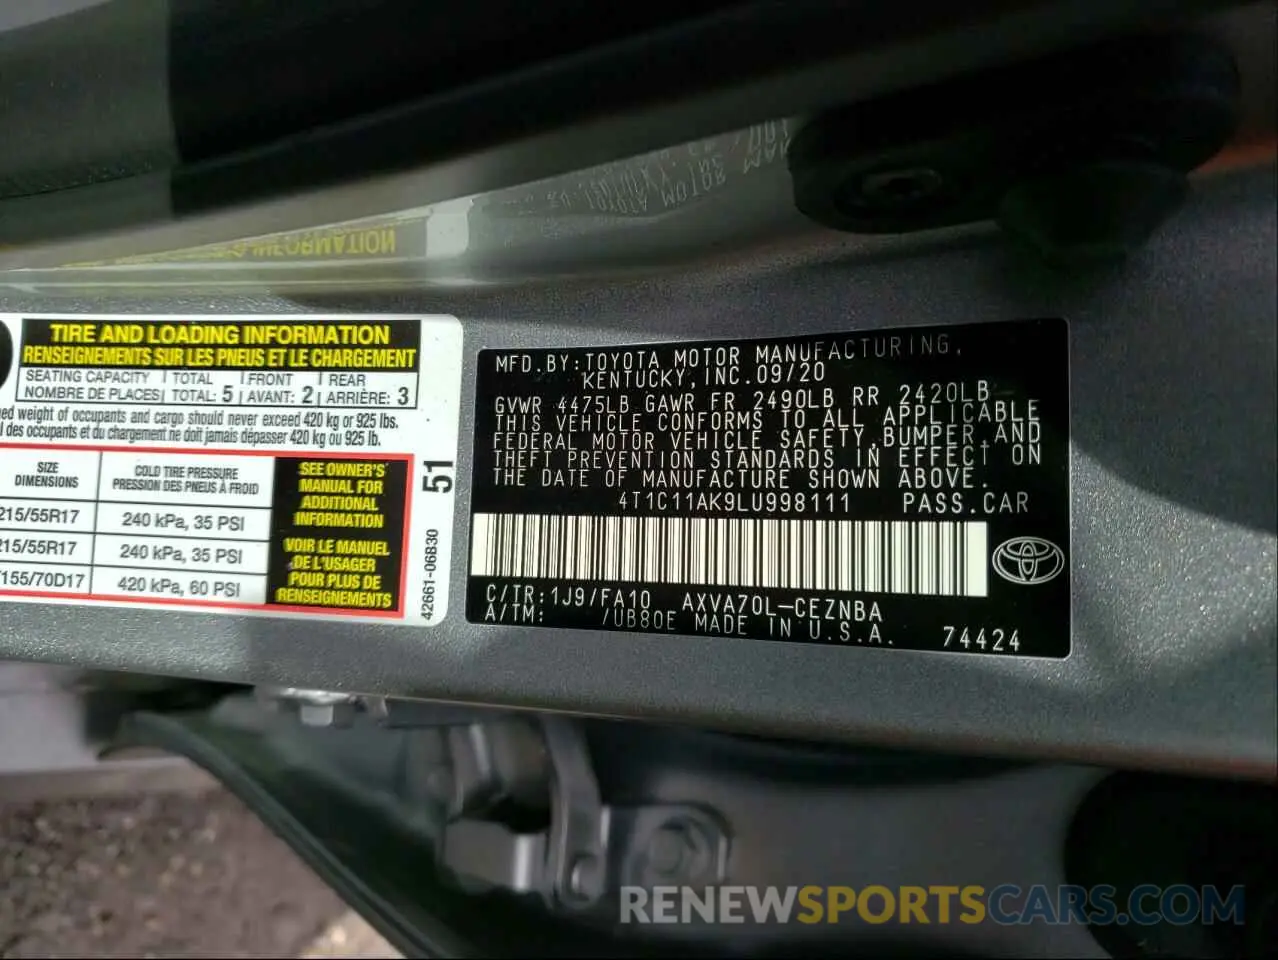 INFORMATION
TIRE AND LOADING INFORMATION
RENSEIGNEMENTS SUR LES PNEUS ET LE CHARGEMENT
SEATING CAPACITY TOTAL FRONT REAR
NOMBRE DE PLACES TOTAL: 5 AVANT: 2 ARRIÈRE: 3
weight of occupants and cargo should never exceed 420 kg or 925 lbs.
des occupants et du chargement ne doit jamais dépasser 420 kg ou 925 lb.
SIZE
DIMENSIONS
COLD TIRE PRESSURE
PRESSION DES PNEUS À FROID
215/55R17 240 kPa, 35 PSI
215/55R17 240 kPa, 35 PSI
T155/70D17 420 kPa, 60 PSI
SEE OWNER'S
MANUAL FOR
ADDITIONAL
INFORMATION
VOIR LE MANUEL
DE L'USAGER
POUR PLUS DE
RENSEIGNEMENTS
51
42661-06B30
MFD.BY:TOYOTA MOTOR MANUFACTURING,
KENTUCKY,INC.09/20
GVWR 4475LB GAWR FR 2490LB RR 2420LB
THIS VEHICLE CONFORMS TO ALL APPLICABLE
FEDERAL MOTOR VEHICLE SAFETY,BUMPER,AND
THEFT PREVENTION STANDARDS IN EFFECT ON
THE DATE OF MANUFACTURE SHOWN ABOVE.
4T1C11AK9LU998111 PASS.CAR
C/TR:1J9/FA10 AXVA70L-CEZNBA
A/TM: /UB80E MADE IN U.S.A. 74424
RENEWSPORTSCARS.COM